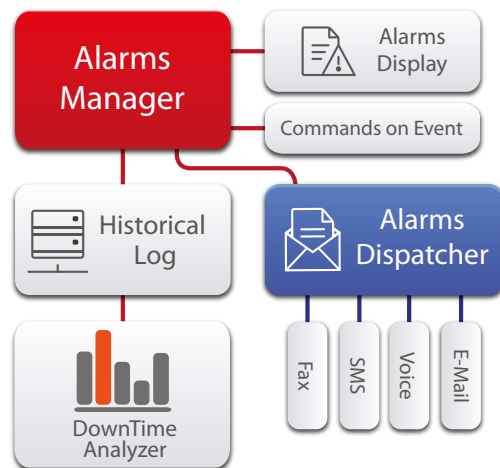 Alarms
Manager
Alarms
Display
Commands on Event
Historical
Log
Alarms
Dispatcher
DownTime
Analyzer
Fax
SMS
Voice
E-Mail